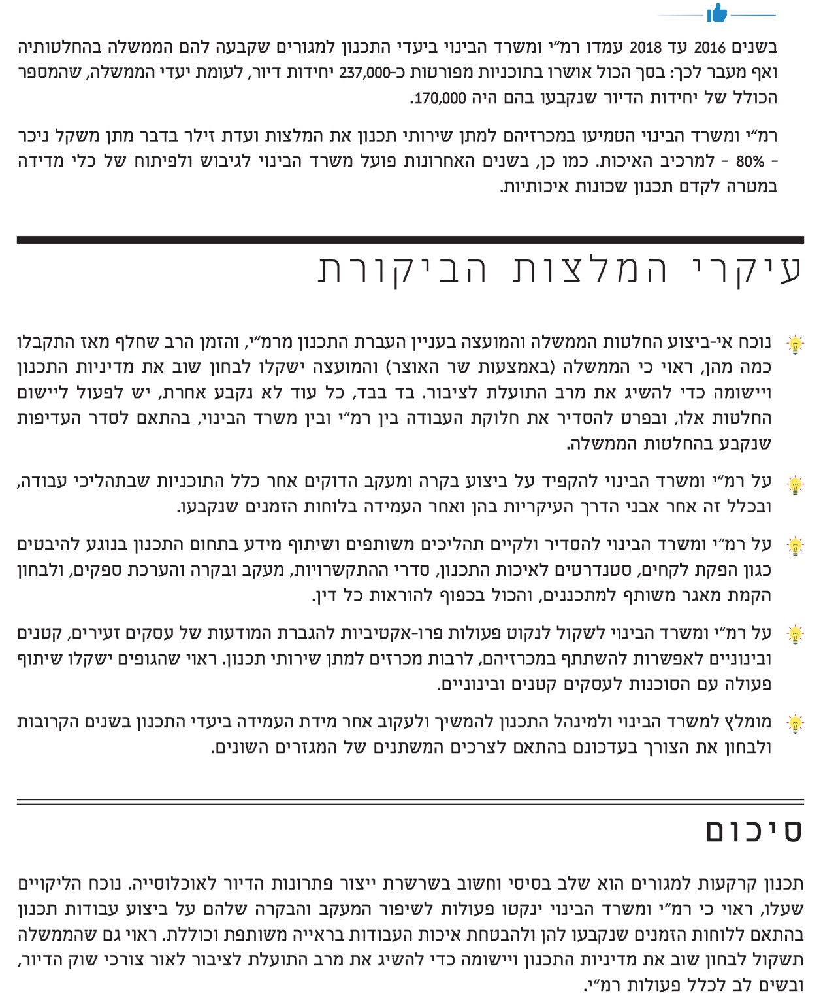 בשנים 2016 עד 2018 עמדו רמ"י ומשרד הבינוי ביעדי התכנון למגורים שקבעה להם הממשלה בהחלטותיה
ואף מעבר לכך: בסך הכול אושרו בתוכניות מפורטות כ-237,000 יחידות דיור, לעומת יעדי הממשלה, שהמספר
הכולל של יחידות הדיור שנקבעו בהם היה 170,000.
רמ"י ומשרד הבינוי הטמיעו במכרזיהם למתן שירותי תכנון את המלצות ועדת זילר בדבר מתן משקל ניכר
- 80% - למרכיב האיכות. כמו כן, בשנים האחרונות פועל משרד הבינוי לגיבוש ולפיתוח של כלי מדידה
במטרה לקדם תכנון שכונות איכותיות.
עיקרי המלצות הביקורת
נוכח אי-ביצוע החלטות הממשלה והמועצה בעניין העברת התכנון מרמ"י, והזמן הרב שחלף מאז התקבלו
כמה מהן, ראוי כי הממשלה (באמצעות שר האוצר) והמועצה ישקלו לבחון שוב את מדיניות התכנון
ויישומה כדי להשיג את מרב התועלת לציבור. בד בבד, כל עוד לא נקבע אחרת, יש לפעול ליישום
החלטות אלו, ובפרט להסדיר את חלוקת העבודה בין רמ"י ובין משרד הבינוי, בהתאם לסדר העדיפות
שנקבע בהחלטות הממשלה.
על רמ"י ומשרד הבינוי להקפיד על ביצוע בקרה ומעקב הדוקים אחר כלל התוכניות שבתהליכי עבודה,
ובכלל זה אחר אבני הדרך העיקריות בהן ואחר העמידה בלוחות הזמנים שנקבעו.
על רמ"י ומשרד הבינוי להסדיר ולקיים תהליכים משותפים ושיתוף מידע בתחום התכנון בנוגע להיבטים
כגון הפקת לקחים, סטנדרטים לאיכות התכנון, סדרי ההתקשרויות, מעקב ובקרה והערכת ספקים, ולבחון
הקמת מאגר משותף למתכננים, והכול בכפוף להוראות כל דין.
על רמ"י ומשרד הבינוי לשקול לנקוט פעולות פרו-אקטיביות להגברת המודעות של עסקים זעירים, קטנים
ובינוניים לאפשרות להשתתף במכרזיהם, לרבות מכרזים למתן שירותי תכנון. ראוי שהגופים ישקלו שיתוף
פעולה עם הסוכנות לעסקים קטנים ובינוניים.
מומלץ למשרד הבינוי ולמינהל התכנון להמשיך ולעקוב אחר מידת העמידה ביעדי התכנון בשנים הקרובות
ולבחון את הצורך בעדכונם בהתאם לצרכים המשתנים של המגזרים השונים.
סיכום
תכנון קרקעות למגורים הוא שלב בסיסי וחשוב בשרשרת ייצור פתרונות הדיור לאוכלוסייה. נוכח הליקויים
שעלו, ראוי כי רמ"י ומשרד הבינוי ינקטו פעולות לשיפור המעקב והבקרה שלהם על ביצוע עבודות תכנון
בהתאם ללוחות הזמנים שנקבעו להן ולהבטחת איכות העבודות בראייה משותפת וכוללת. ראוי גם שהממשלה
תשקול לבחון שוב את מדיניות התכנון ויישומה כדי להשיג את מרב התועלת לציבור לאור צורכי שוק הדיור,
ובשים לב לכלל פעולות רמ"י.